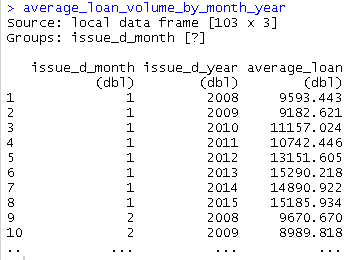 > average_loan_volume_by_month_year
Source: local data frame [103 x 3]
Groups: issue_d_month [?]
issue_d_month issue_d_year average_loan
(dbl) (dbl) (dbl)
1 1 2008 9593.443
2 1 2009 9182.621
3 1 2010 11157.024
4 1 2011 10742.446
5 1 2012 13151.605
6 1 2013 15290.218
7 1 2014 14890.922
8 1 2015 15185.934
9 2 2008 9670.670
10 2 2009 8989.818
.. ... ... ...